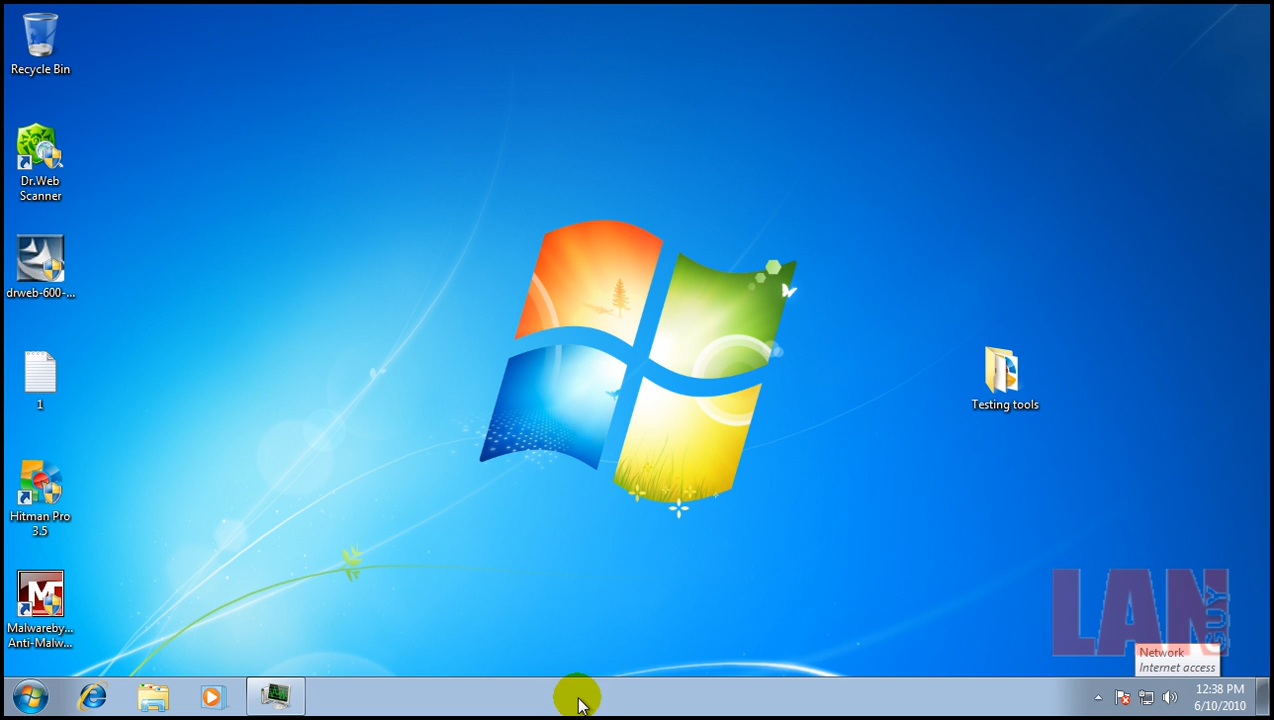 Recycle Bin
Dr.Web
Scanner
drweb-600-...
1
Hitman Pro
3.5
M
Malwareby...
Anti-Malw...
Testing tools
LAN
GUY
Network
Internet access
12:38 PM
6/10/2010